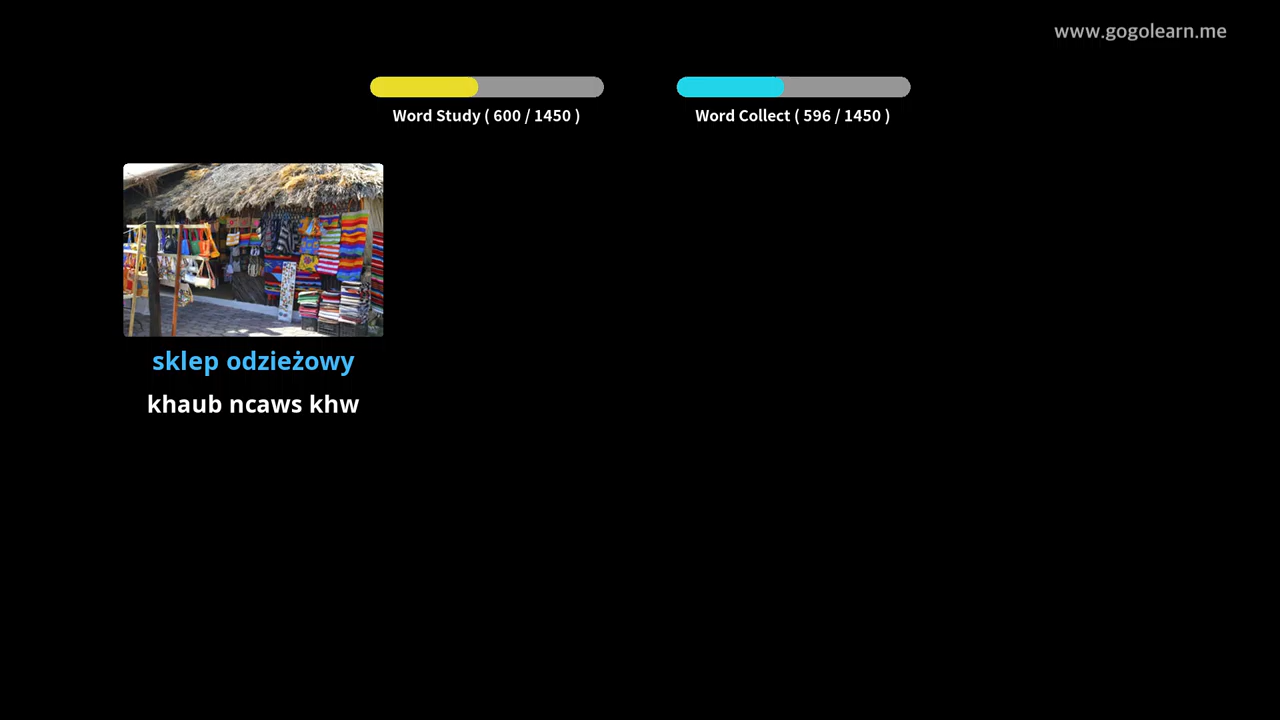 www.gogolearn.me
Word Study ( 600 / 1450 )
Word Collect ( 596 / 1450 )
sklep odzieżowy
khaub ncaws khw